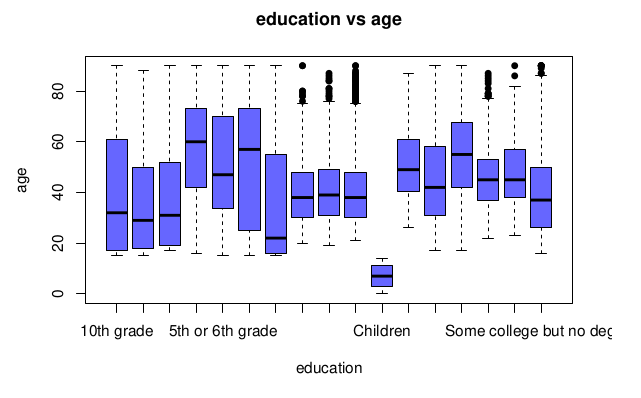 education vs age
age
80
60
40
20
0
10th grade 5th or 6th grade Children Some college but no deg
education